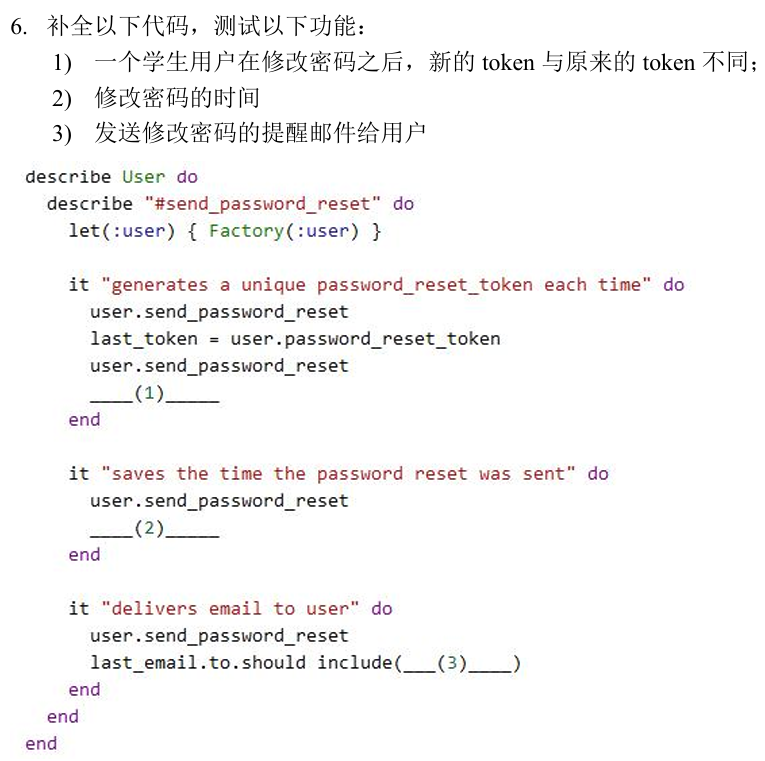 6. 补全以下代码，测试以下功能：
1) 一个学生用户在修改密码之后，新的 token 与原来的 token 不同；
2) 修改密码的时间
3) 发送修改密码的提醒邮件给用户
describe User do
describe "#send_password_reset" do
let(:user) { Factory(:user) }
it "generates a unique password_reset_token each time" do
user.send_password_reset
last_token = user.password_reset_token
user.send_password_reset
____(1)_____
end
it "saves the time the password reset was sent" do
user.send_password_reset
____(2)_____
end
it "delivers email to user" do
user.send_password_reset
last_email.to.should include(___(3)____)
end
end
end